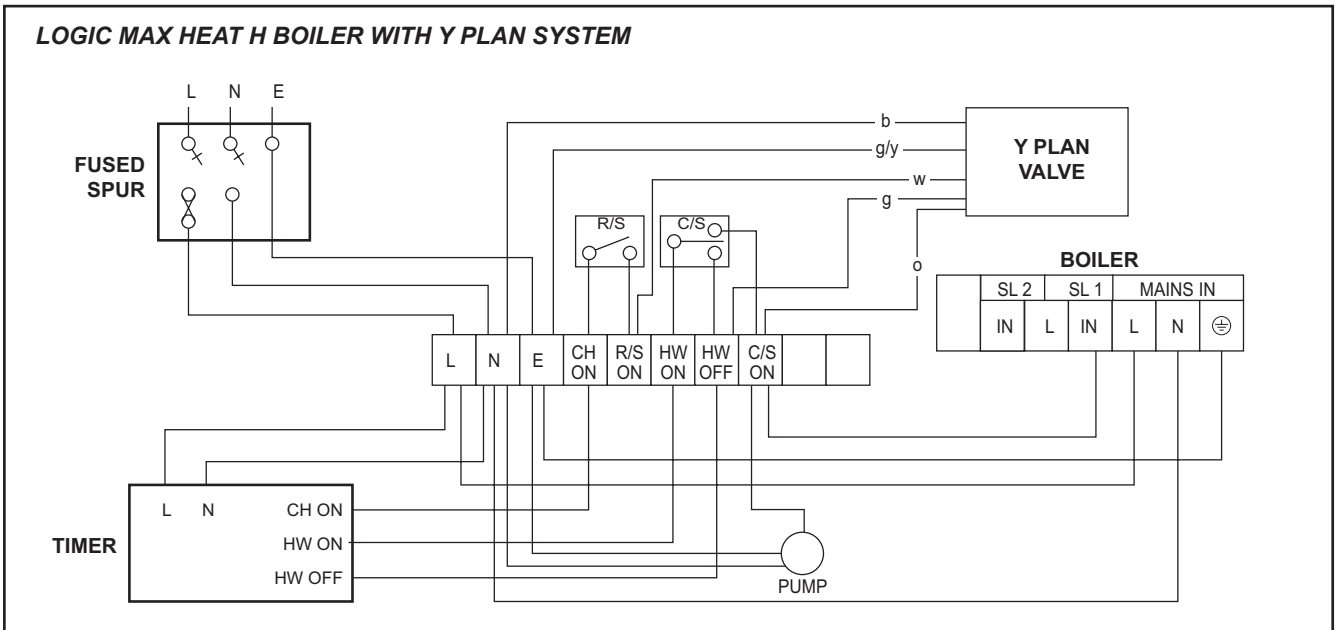 LOGIC MAX HEAT H BOILER WITH Y PLAN SYSTEM
L N E
FUSED
SPUR
b
g/y
w
g
o
Y PLAN
VALVE
R/S
C/S
BOILER
SL 2 SL 1 MAINS IN
IN L IN L N
L N E CH ON R/S ON HW ON HW OFF C/S ON
TIMER
L N CH ON
HW ON
HW OFF
PUMP